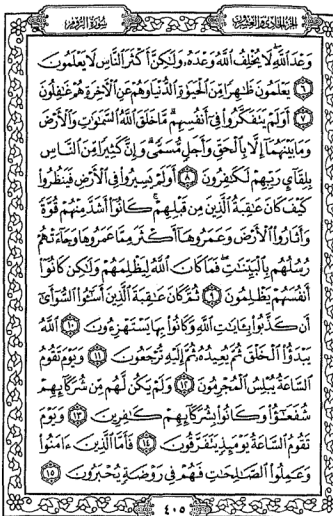 الجزء الحادي والعشرون
سورة الروم
وَعْدَ ٱللَّهِ لَا يُخْلِفُ ٱللَّهُ وَعْدَهُۥ وَلَٰكِنَّ أَكْثَرَ ٱلنَّاسِ لَا يَعْلَمُونَ
٦ يَعْلَمُونَ ظَٰهِرًا مِّنَ ٱلْحَيَوٰةِ ٱلدُّنْيَا وَهُمْ عَنِ ٱلْءَاخِرَةِ هُمْ غَٰفِلُونَ
٧ أَوَلَمْ يَتَفَكَّرُوا۟ فِىٓ أَنفُسِهِم مَّا خَلَقَ ٱللَّهُ ٱلسَّمَٰوَٰتِ وَٱلْأَرْضَ
وَمَا بَيْنَهُمَآ إِلَّا بِٱلْحَقِّ وَأَجَلٍ مُّسَمًّى وَإِنَّ كَثِيرًا مِّنَ ٱلنَّاسِ
بِلِقَآئِ رَبِّهِمْ لَكَٰفِرُونَ ٨ أَوَلَمْ يَسِيرُوا۟ فِى ٱلْأَرْضِ فَيَنظُرُوا۟
كَيْفَ كَانَ عَٰقِبَةُ ٱلَّذِينَ مِن قَبْلِهِمْ كَانُوٓا۟ أَشَدَّ مِنْهُمْ قُوَّةً
وَأَثَارُوا۟ ٱلْأَرْضَ وَعَمَرُوهَآ أَكْثَرَ مِمَّا عَمَرُوهَا وَجَآءَتْهُمْ
رُسُلُهُم بِٱلْبَيِّنَٰتِ فَمَا كَانَ ٱللَّهُ لِيَظْلِمَهُمْ وَلَٰكِن كَانُوٓا۟
أَنفُسَهُمْ يَظْلِمُونَ ٩ ثُمَّ كَانَ عَٰقِبَةَ ٱلَّذِينَ أَسَٰٓـُٔوا۟ ٱلسُّوٓأَىٰٓ
أَن كَذَّبُوا۟ بِـَٔايَٰتِ ٱللَّهِ وَكَانُوا۟ بِهَا يَسْتَهْزِءُونَ ١٠ ٱللَّهُ
يَبْدَؤُا۟ ٱلْخَلْقَ ثُمَّ يُعِيدُهُۥ ثُمَّ إِلَيْهِ تُرْجَعُونَ ١١ وَيَوْمَ تَقُومُ
ٱلسَّاعَةُ يُبْلِسُ ٱلْمُجْرِمُونَ ١٢ وَلَمْ يَكُن لَّهُم مِّن شُرَكَآئِهِمْ
شُفَعَٰٓؤُا۟ وَكَانُوا۟ بِشُرَكَآئِهِمْ كَٰفِرِينَ ١٣ وَيَوْمَ
تَقُومُ ٱلسَّاعَةُ يَوْمَئِذٍ يَتَفَرَّقُونَ ١٤ فَأَمَّا ٱلَّذِينَ ءَامَنُوا۟
وَعَمِلُوا۟ ٱلصَّٰلِحَٰتِ فَهُمْ فِى رَوْضَةٍ يُحْبَرُونَ ١٥
٤٠٥